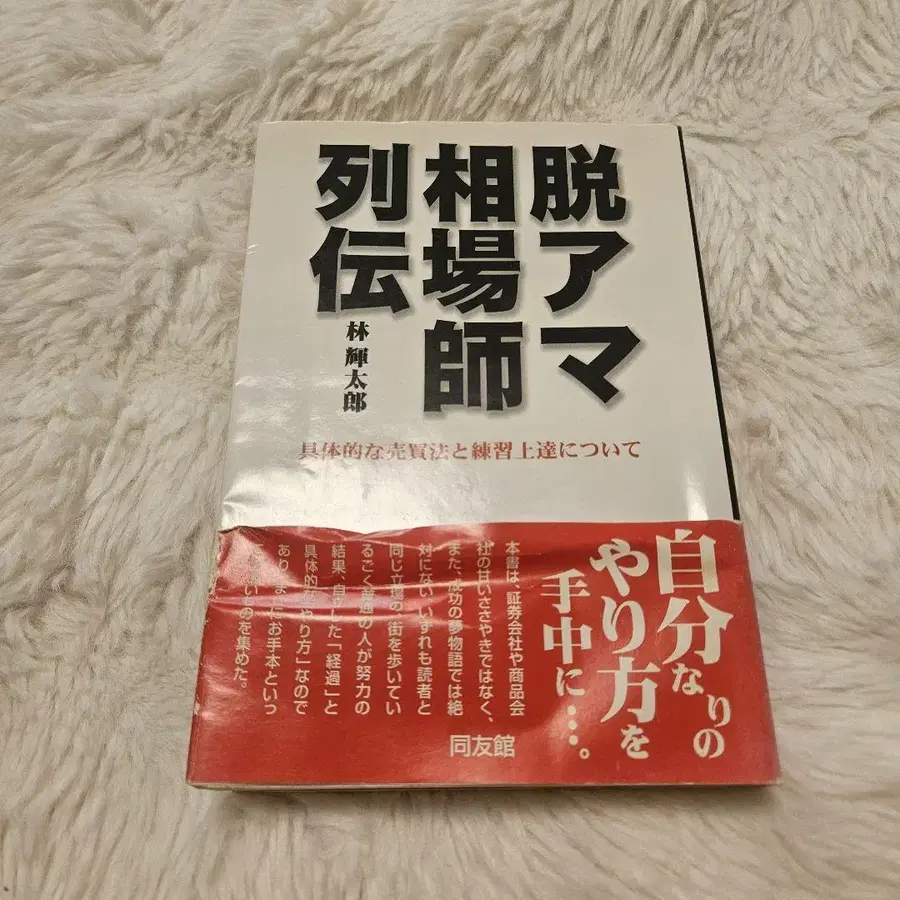 脱アマ
相場師
列伝
林 輝太郎
具体的な売買法と練習上達について
自分なりの
やり方を
手中に……。
本書は、証券会社や商品会
社の甘いささやきではなく、
また、成功の夢物語では絶
対にない。いずれも読者と
同じ立場の、街を歩いてい
るごく普通の人が努力の
結果、自立した「経過」と
具体的な「やり方」なので
あり、まさにお手本といっ
いものを集めた。
同友館